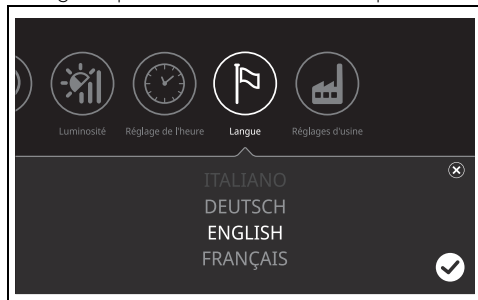 Luminosité Réglage de l'heure Langue Réglages d'usine
ITALIANO
DEUTSCH
ENGLISH
FRANÇAIS